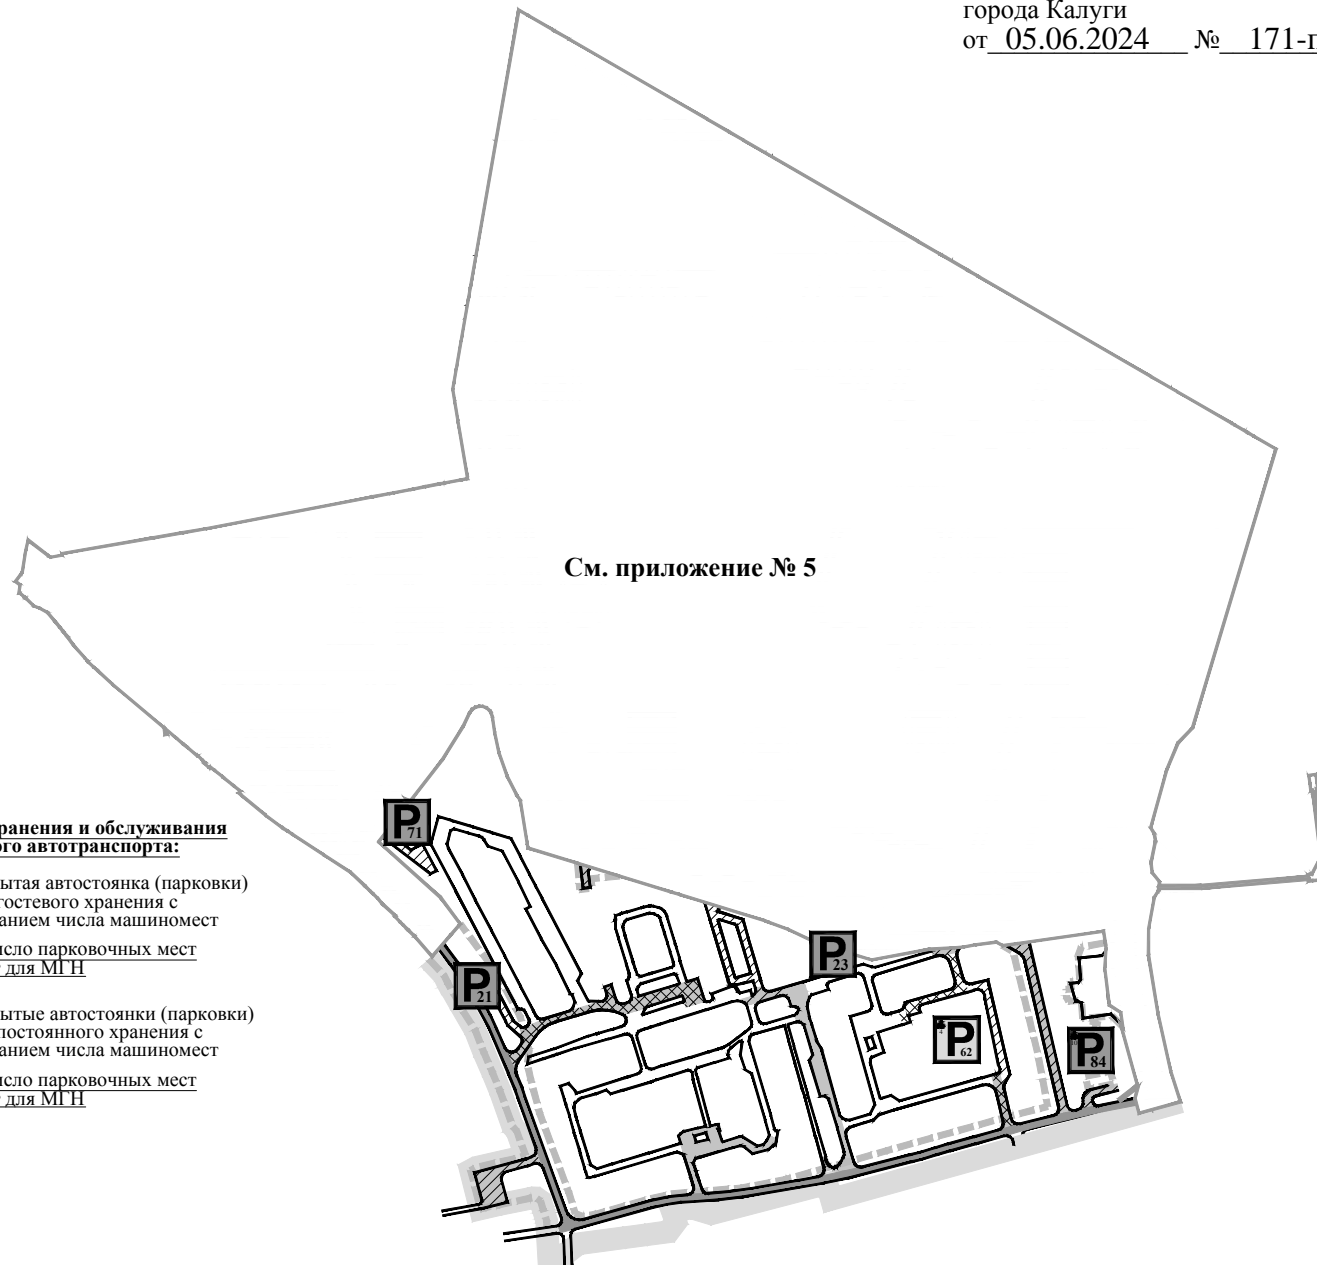 города Калуги
от 05.06.2024 № 171-п
См. приложение № 5
P 71
ранения и обслуживания
ого автотранспорта:
ытая автостоянка (парковки)
гостевого хранения с
анием числа машиномест
исло парковочных мест
для МГН
P 23
P 21
ытые автостоянки (парковки)
постоянного хранения с
анием числа машиномест
P 62
P 84
исло парковочных мест
для МГН